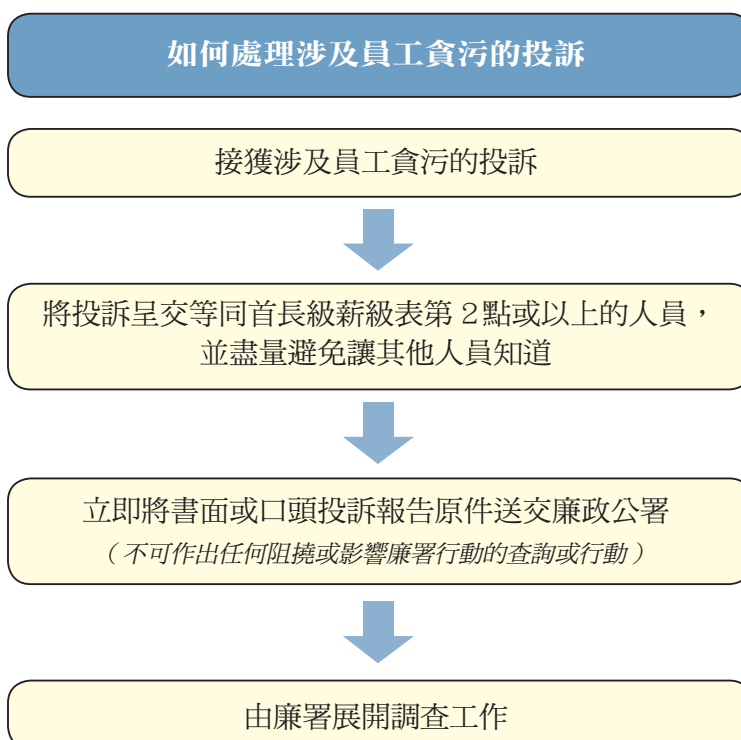 如何處理涉及員工貪污的投訴
接獲涉及員工貪污的投訴
將投訴呈交等同首長級薪級表第 2 點或以上的人員，
並盡量避免讓其他人員知道
立即將書面或口頭投訴報告原件送交廉政公署
（不可作出任何阻撓或影響廉署行動的查詢或行動）
由廉署展開調查工作